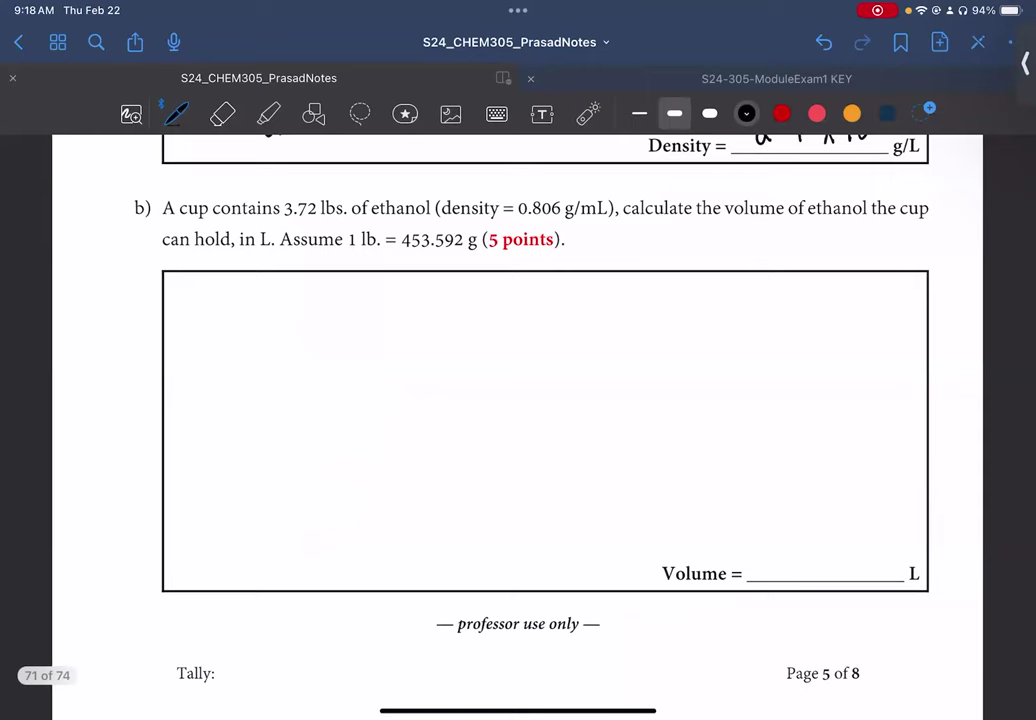 9:18 AM Thu Feb 22
94%
S24_CHEM305_PrasadNotes
S24_CHEM305_PrasadNotes
S24-305-ModuleExam1 KEY
Density = ________ g/L
b) A cup contains 3.72 lbs. of ethanol (density = 0.806 g/mL), calculate the volume of ethanol the cup
can hold, in L. Assume 1 lb. = 453.592 g (5 points).
Volume = ________ L
— professor use only —
71 of 74
Tally:
Page 5 of 8